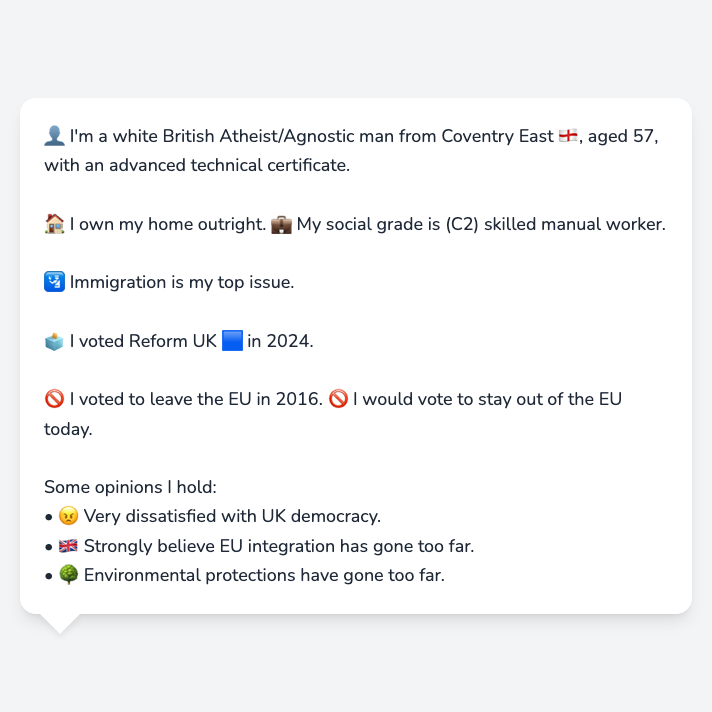 👤 I'm a white British Atheist/Agnostic man from Coventry East 🏴󠁧󠁢󠁥󠁮󠁧󠁿, aged 57,
with an advanced technical certificate.
🏠 I own my home outright. 💼 My social grade is (C2) skilled manual worker.
🛂 Immigration is my top issue.
🗳️ I voted Reform UK 🟦 in 2024.
🚫 I voted to leave the EU in 2016. 🚫 I would vote to stay out of the EU
today.
Some opinions I hold:
• 😠 Very dissatisfied with UK democracy.
• 🇬🇧 Strongly believe EU integration has gone too far.
• 🌳 Environmental protections have gone too far.